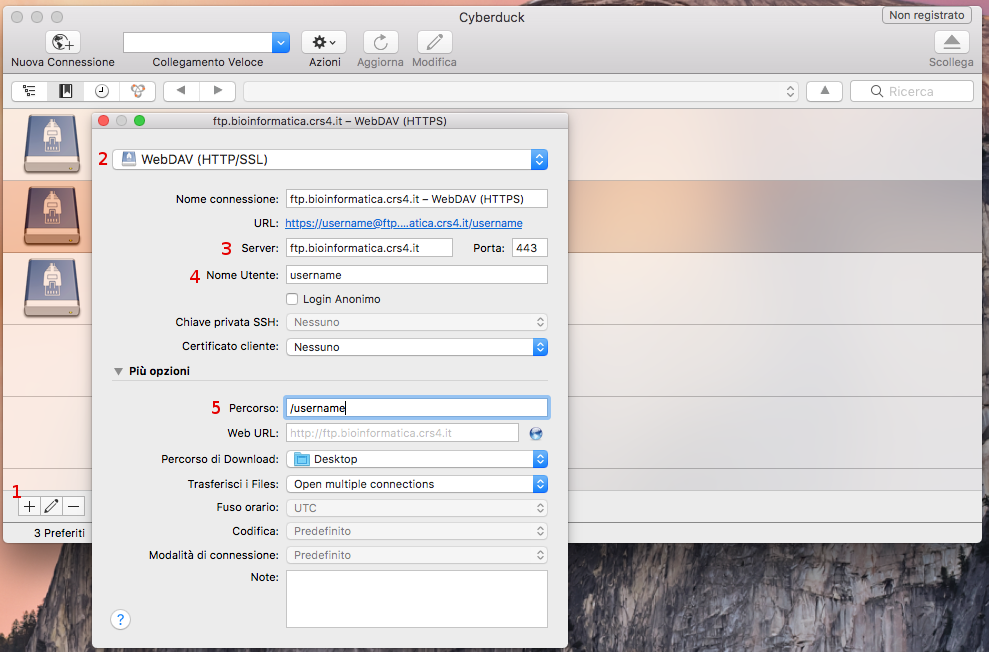 Cyberduck
Non registrato
Nuova Connessione
Collegamento Veloce
Azioni
Aggiorna
Modifica
Scollega
Ricerca
ftp.bioinformatica.crs4.it – WebDAV (HTTPS)
2 WebDAV (HTTP/SSL)
Nome connessione: ftp.bioinformatica.crs4.it – WebDAV (HTTPS)
URL: https://username@ftp....atica.crs4.it/username
3 Server: ftp.bioinformatica.crs4.it Porta: 443
4 Nome Utente: username
Login Anonimo
Chiave privata SSH: Nessuno
Certificato cliente: Nessuno
Più opzioni
5 Percorso: /username
Web URL: http://ftp.bioinformatica.crs4.it
Percorso di Download: Desktop
Trasferisci i Files: Open multiple connections
1
Fuso orario: UTC
Codifica: Predefinito
3 Preferiti
Modalità di connessione: Predefinito
Note:
?